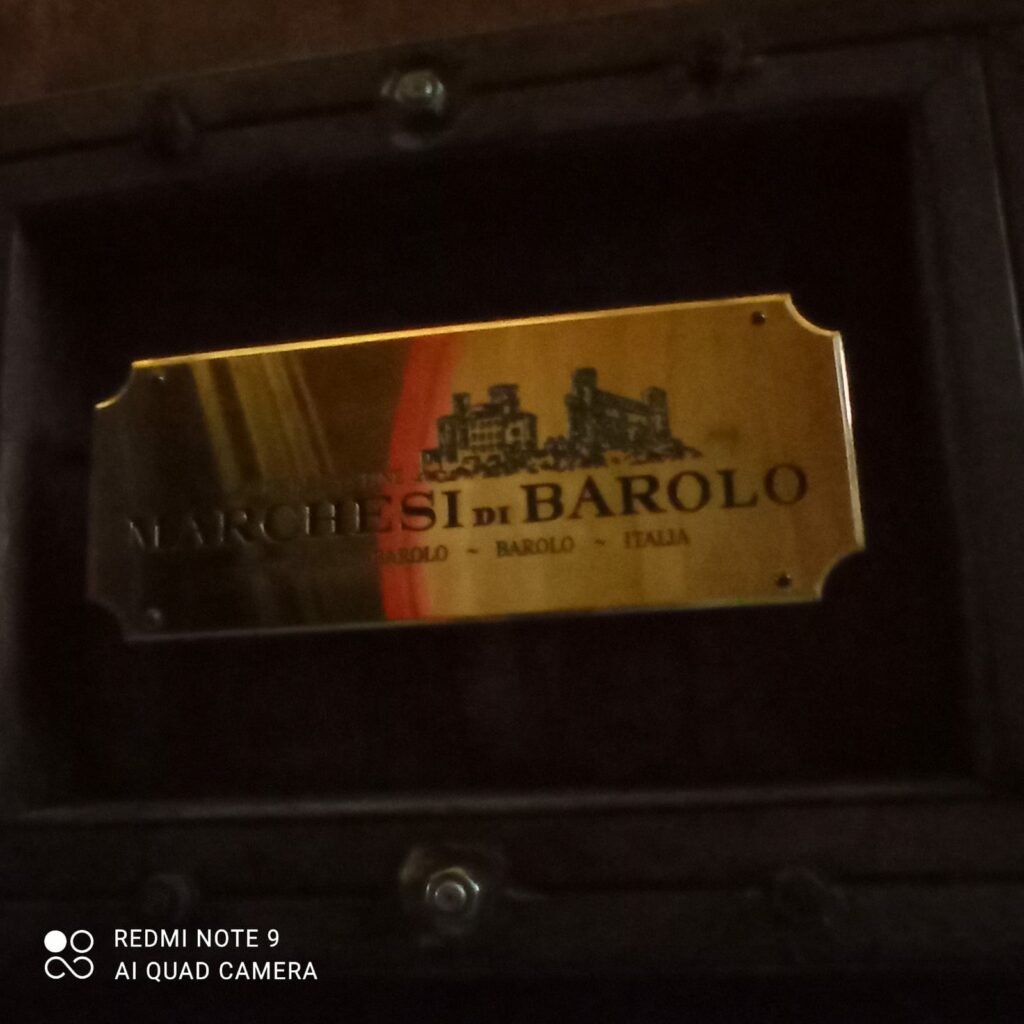 MARCHESI DI BAROLO
BAROLO ~ BAROLO ~ ITALIA
REDMI NOTE 9
AI QUAD CAMERA